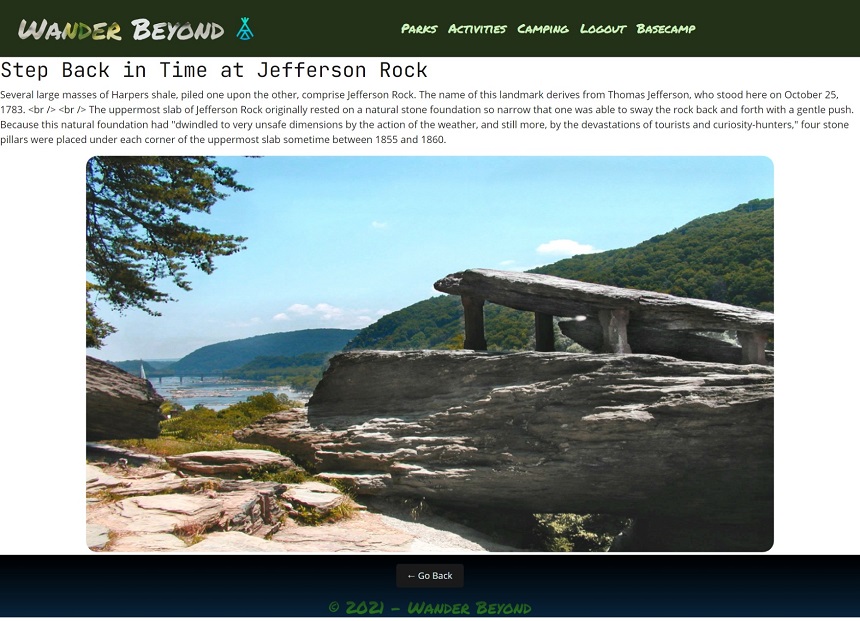 Wander Beyond
Parks Activities Camping Logout Basecamp
Step Back in Time at Jefferson Rock
Several large masses of Harpers shale, piled one upon the other, comprise Jefferson Rock. The name of this landmark derives from Thomas Jefferson, who stood here on October 25,
1783. <br /> <br /> The uppermost slab of Jefferson Rock originally rested on a natural stone foundation so narrow that one was able to sway the rock back and forth with a gentle push.
Because this natural foundation had "dwindled to very unsafe dimensions by the action of the weather, and still more, by the devastations of tourists and curiosity-hunters," four stone
pillars were placed under each corner of the uppermost slab sometime between 1855 and 1860.
← Go Back
© 2021 - Wander Beyond